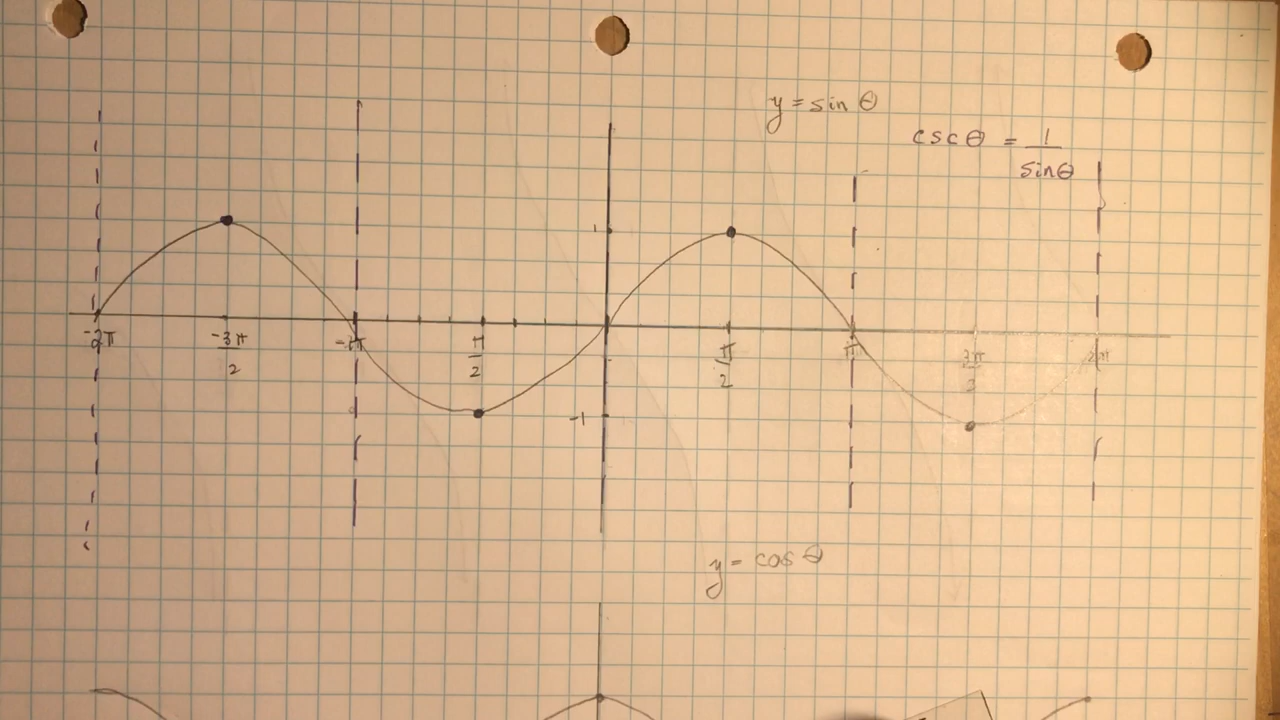 y = sin θ
csc θ = 1/sin θ
1
-2π -3π/2 -π π/2 π/2 π 3π/2 2π
-1
y = cos θ